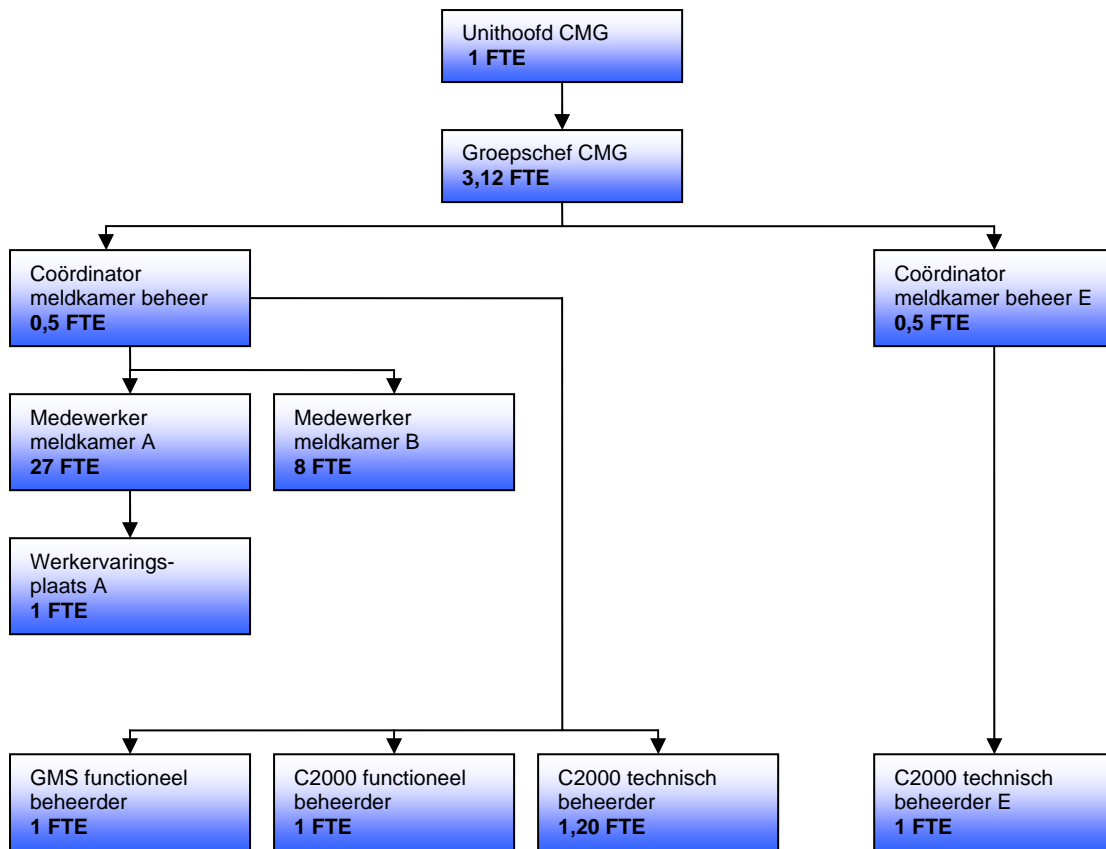 Unithoofd CMG
1 FTE
Groepschef CMG
3,12 FTE
Coördinator
meldkamer beheer
0,5 FTE
Coördinator
meldkamer beheer E
0,5 FTE
Medewerker
meldkamer A
27 FTE
Medewerker
meldkamer B
8 FTE
Werkervarings-
plaats A
1 FTE
GMS functioneel
beheerder
1 FTE
C2000 functioneel
beheerder
1 FTE
C2000 technisch
beheerder
1,20 FTE
C2000 technisch
beheerder E
1 FTE